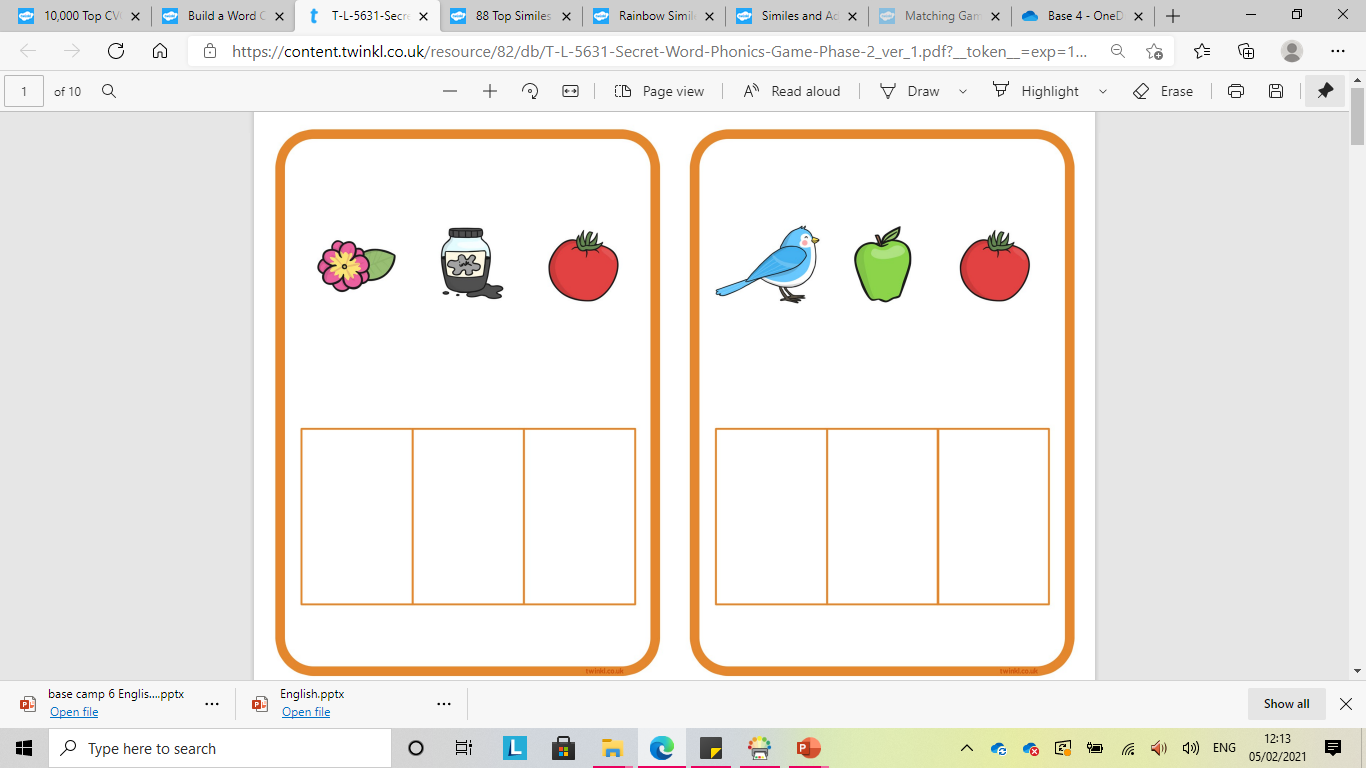 10,000 Top CV
Build a Word C
T-L-5631-Secre
88 Top Similes
Rainbow Simil
Similes and Ad
Matching Gam
Base 4 - OneD
https://content.twinkl.co.uk/resource/82/db/T-L-5631-Secret-Word-Phonics-Game-Phase-2_ver_1.pdf?__token__=exp=1...
1 of 10
Page view
Read aloud
Draw
Highlight
Erase
twinkl.co.uk
twinkl.co.uk
base camp 6 Englis....pptx
Open file
English.pptx
Open file
Show all
Type here to search
L
ENG
12:13
05/02/2021